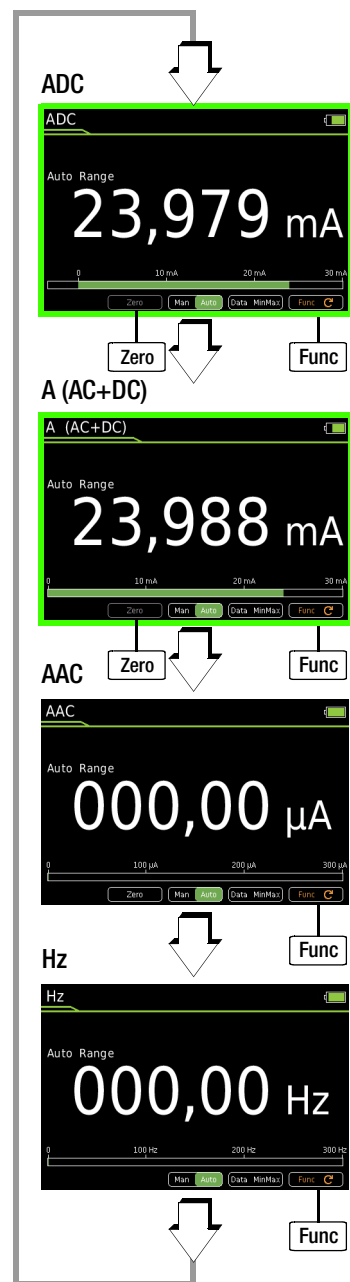 ADC
ADC
Auto Range
23,979 mA
0 10 mA 20 mA 30 mA
Zero Man Auto Data MinMax Func
Zero Func
A (AC+DC)
A (AC+DC)
Auto Range
23,988 mA
0 10 mA 20 mA 30 mA
Zero Man Auto Data MinMax Func
Zero Func
AAC
AAC
Auto Range
000,00 µA
0 100 µA 200 µA 300 µA
Zero Man Auto Data MinMax Func
Func
Hz
Hz
Auto Range
000,00 Hz
0 100 Hz 200 Hz 300 Hz
Man Auto Data MinMax Func
Func